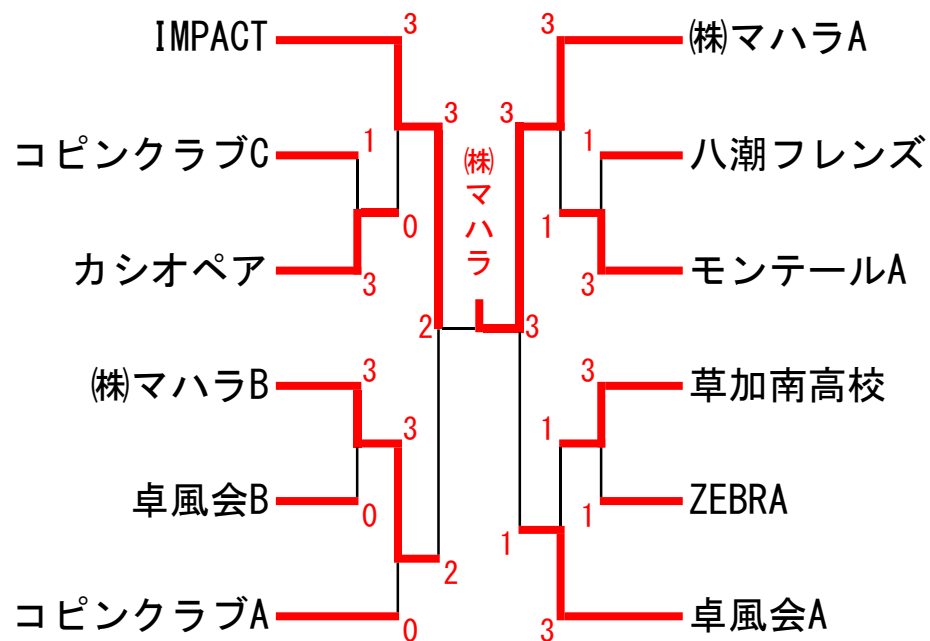 IMPACT
3
3
㈱マハラA
コピンクラブC
1
3
3
1
八潮フレンズ
㈱マハラ
0
1
カシオペア
3
3
モンテールA
2
3
㈱マハラB
3
3
草加南高校
3
1
卓風会B
0
1
ZEBRA
1
2
コピンクラブA
0
3
卓風会A